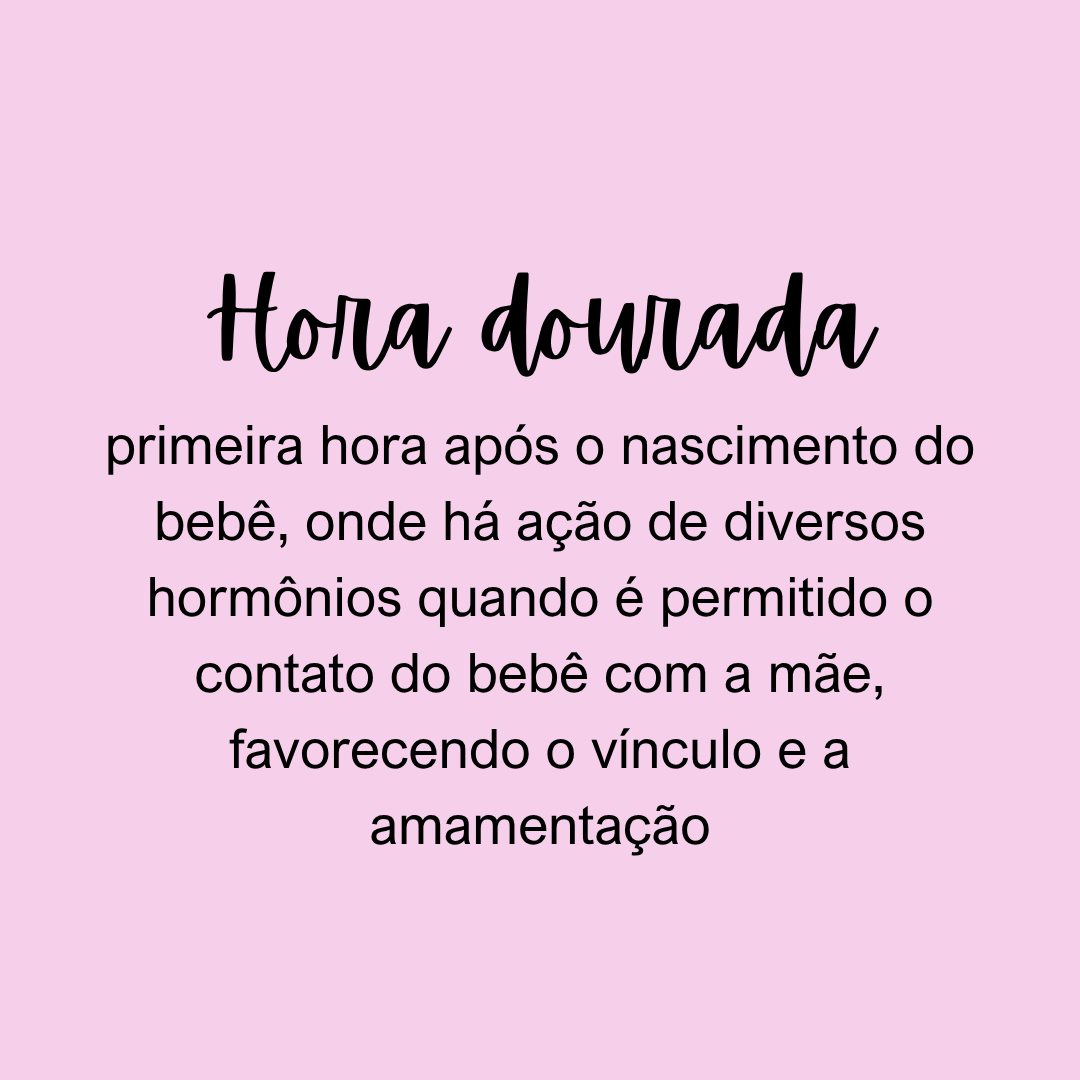 Hora dourada
primeira hora após o nascimento do
bebê, onde há ação de diversos
hormônios quando é permitido o
contato do bebê com a mãe,
favorecendo o vínculo e a
amamentação